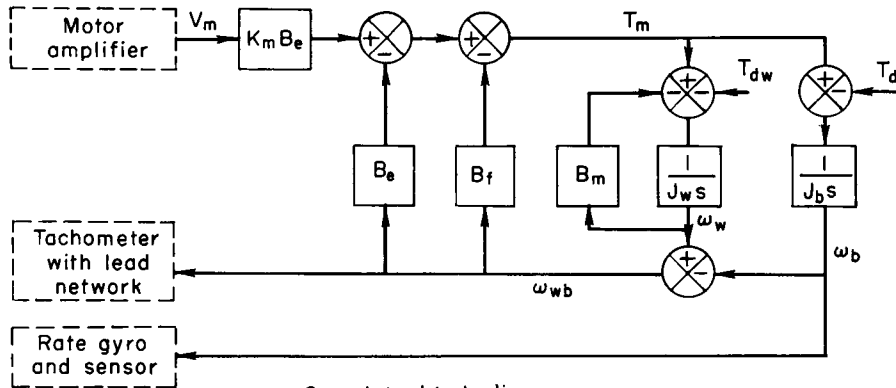 Motor
amplifier
V_m
K_m B_e
+
−
+
−
T_m
−
−
−
T_dw
+
−
T_d
B_e
B_f
B_m
1
J_w s
1
J_b s
ω_w
ω_b
Tachometer
with lead
network
ω_wb
+
−
Rate gyro
and sensor